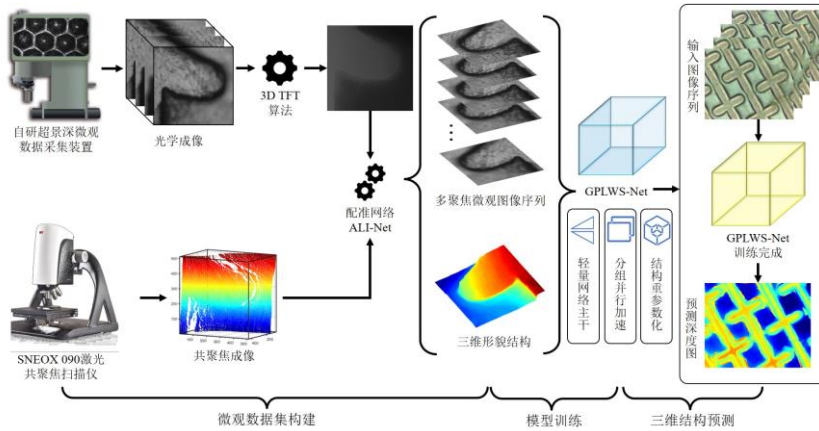 自研超景深微观
数据采集装置
光学成像
3D TFT
算法
配准网络
ALI-Net
SNEOX 090激光
共聚焦扫描仪
共聚焦成像
多聚焦微观图像序列
三维形貌结构
GPLWS-Net
轻量网络主干
分组并行加速
结构重参数化
输入图像序列
GPLWS-Net
训练完成
预测深度图
微观数据集构建
模型训练
三维结构预测